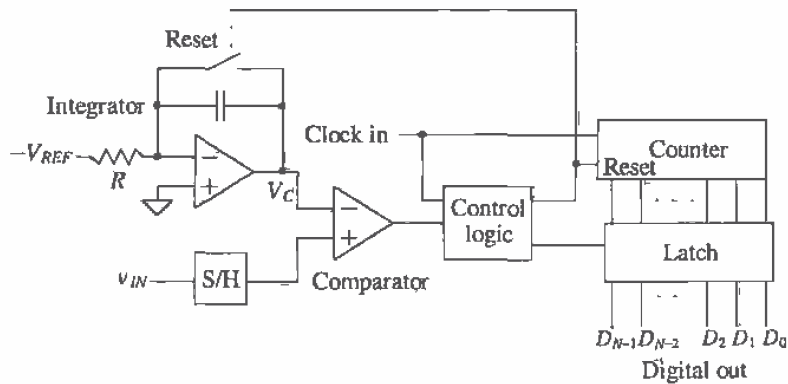 Reset
Integrator
Clock in
Counter
−V_REF
R
V_C
Reset
Control
logic
Latch
v_IN
S/H
Comparator
D_N−1 D_N−2 D_2 D_1 D_0
Digital out